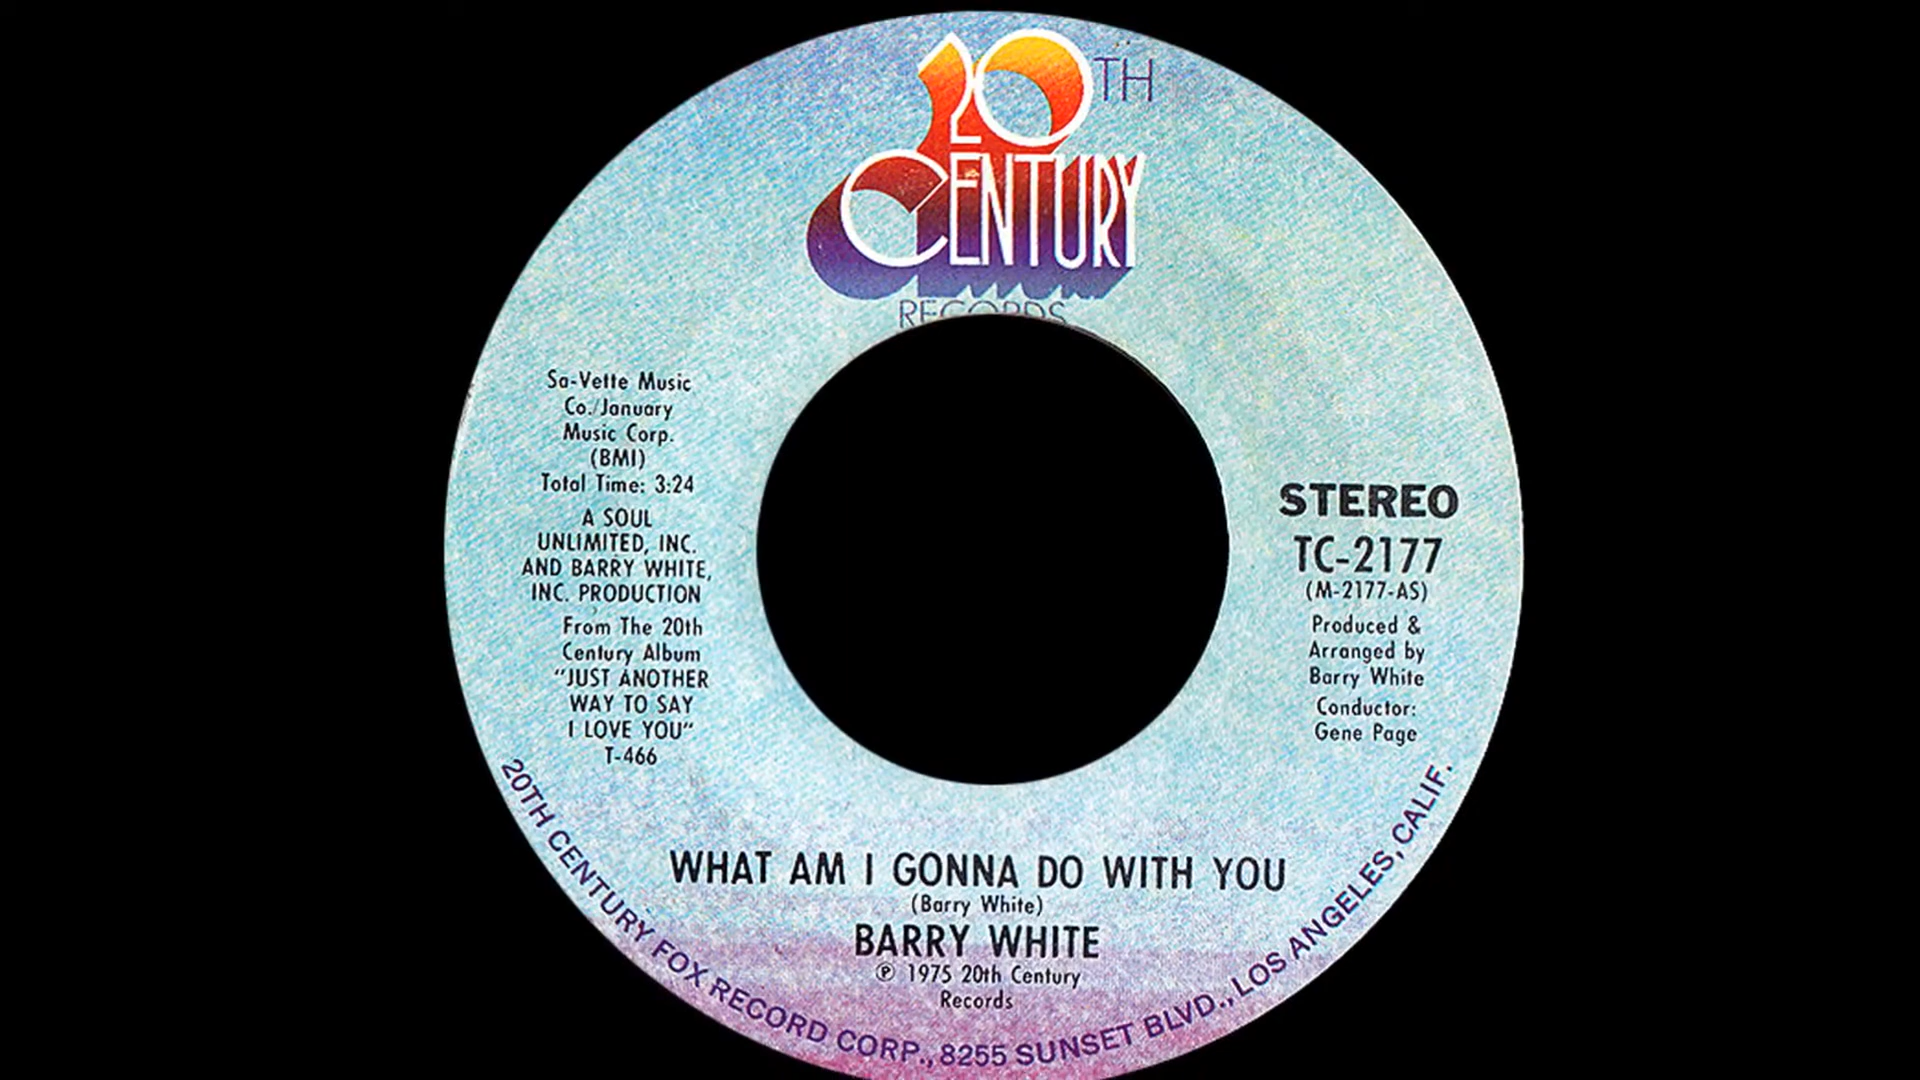 20TH
CENTURY
RECORDS
Sa-Vette Music
Co./January
Music Corp.
(BMI)
Total Time: 3:24
A SOUL
UNLIMITED, INC.
AND BARRY WHITE,
INC. PRODUCTION
From The 20th
Century Album
"JUST ANOTHER
WAY TO SAY
I LOVE YOU"
T-466
STEREO
TC-2177
(M-2177-AS)
Produced &
Arranged by
Barry White
Conductor:
Gene Page
WHAT AM I GONNA DO WITH YOU
(Barry White)
BARRY WHITE
℗ 1975 20th Century
Records
20TH CENTURY FOX RECORD CORP., 8255 SUNSET BLVD., LOS ANGELES, CALIF.